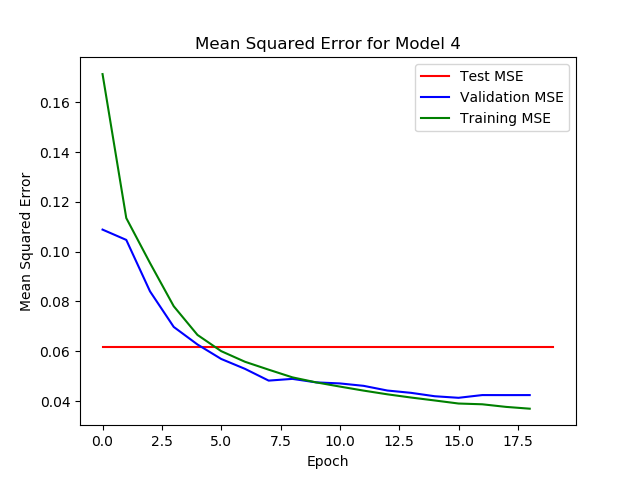 Mean Squared Error for Model 4
Test MSE
Validation MSE
Training MSE
Mean Squared Error
0.16
0.14
0.12
0.10
0.08
0.06
0.04
0.0 2.5 5.0 7.5 10.0 12.5 15.0 17.5
Epoch